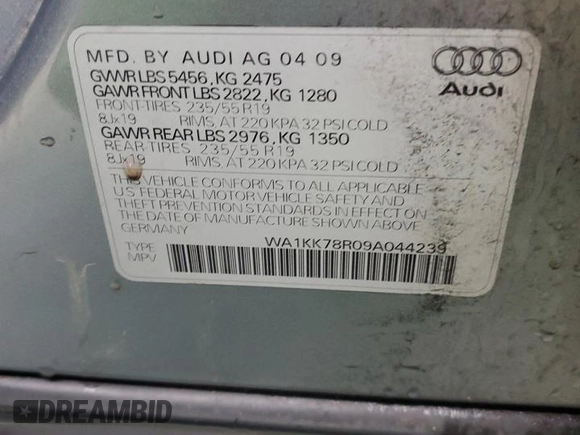 MFD. BY AUDI AG 04 09
GVWR LBS 5456, KG 2475
GAWR FRONT LBS 2822, KG 1280
FRONT-TIRES 235/55 R19
8Jx19 RIMS, AT 220 KPA 32 PSI COLD
GAWR REAR LBS 2976, KG 1350
REAR-TIRES 235/55 R19
8Jx19 RIMS, AT 220 KPA 32 PSI COLD
THIS VEHICLE CONFORMS TO ALL APPLICABLE
U.S. FEDERAL MOTOR VEHICLE SAFETY AND
THEFT PREVENTION STANDARDS IN EFFECT ON
THE DATE OF MANUFACTURE SHOWN ABOVE
GERMANY
TYPE WA1KK78R09A044239
MPV
Audi
DREAMBID